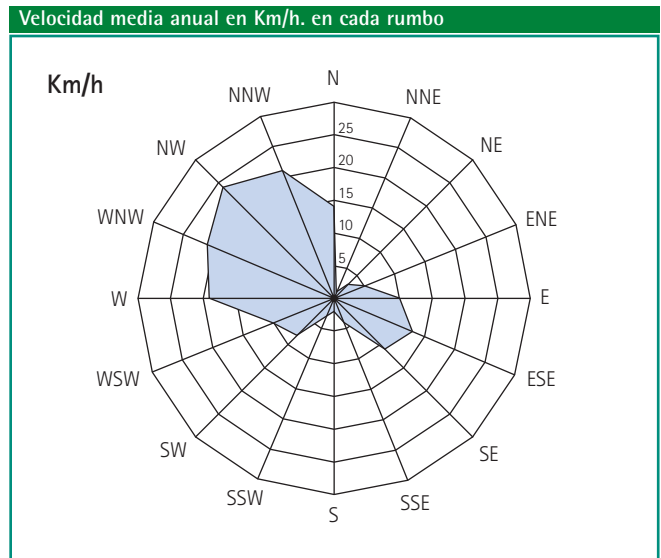 Velocidad media anual en Km/h. en cada rumbo
Km/h
N
NNE
NE
ENE
E
ESE
SE
SSE
S
SSW
SW
WSW
W
WNW
NW
NNW
25
20
15
10
5